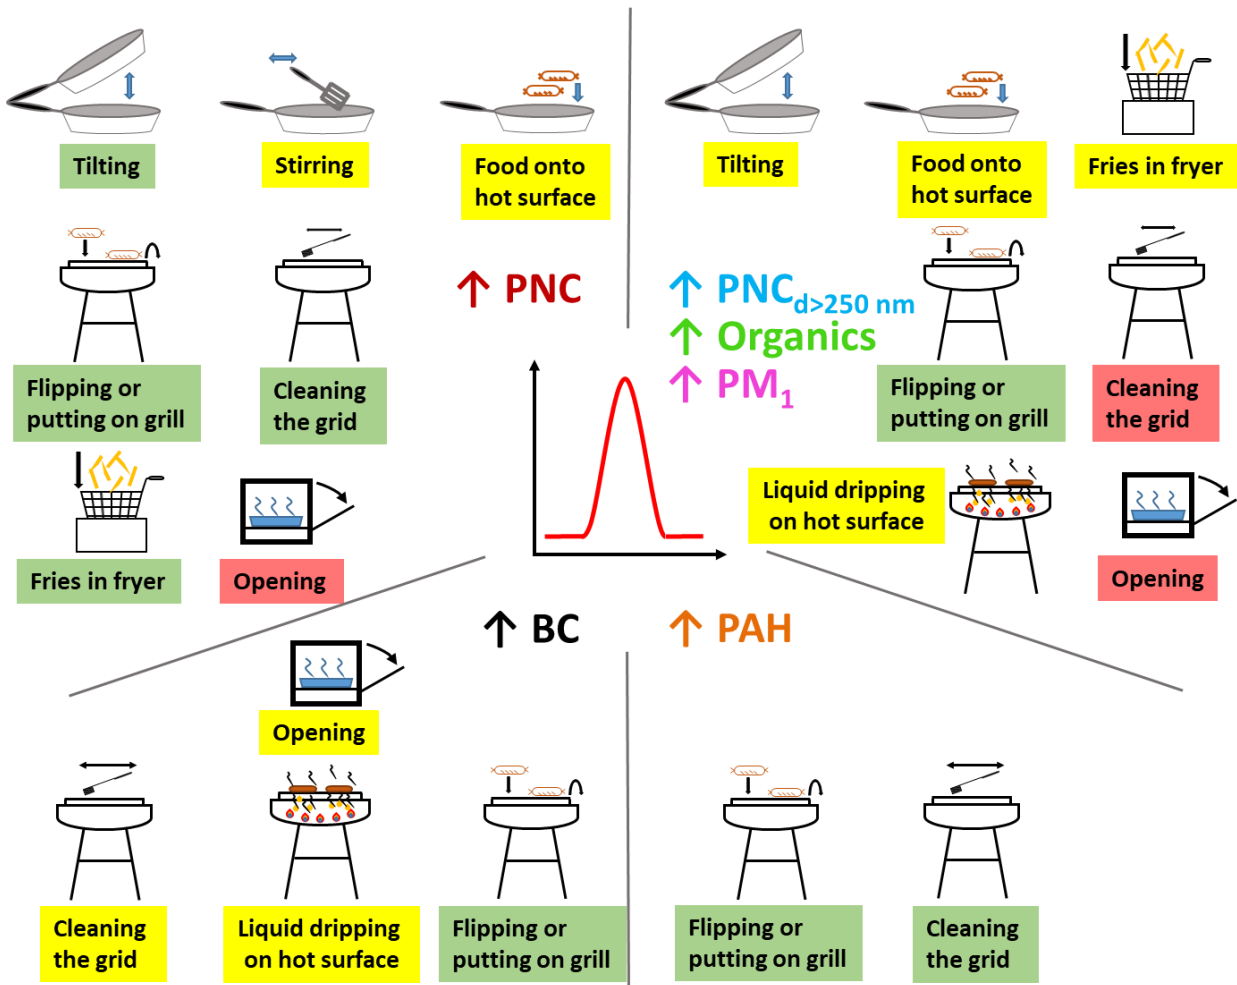 Tilting
Stirring
Food onto
hot surface
Flipping or
putting on grill
Cleaning
the grid
↑ PNC
Fries in fryer
Opening
Tilting
Food onto
hot surface
Fries in fryer
↑ PNCd>250 nm
↑ Organics
↑ PM1
Flipping or
putting on grill
Cleaning
the grid
Liquid dripping
on hot surface
Opening
↑ BC
Opening
Cleaning
the grid
Liquid dripping
on hot surface
Flipping or
putting on grill
↑ PAH
Flipping or
putting on grill
Cleaning
the grid